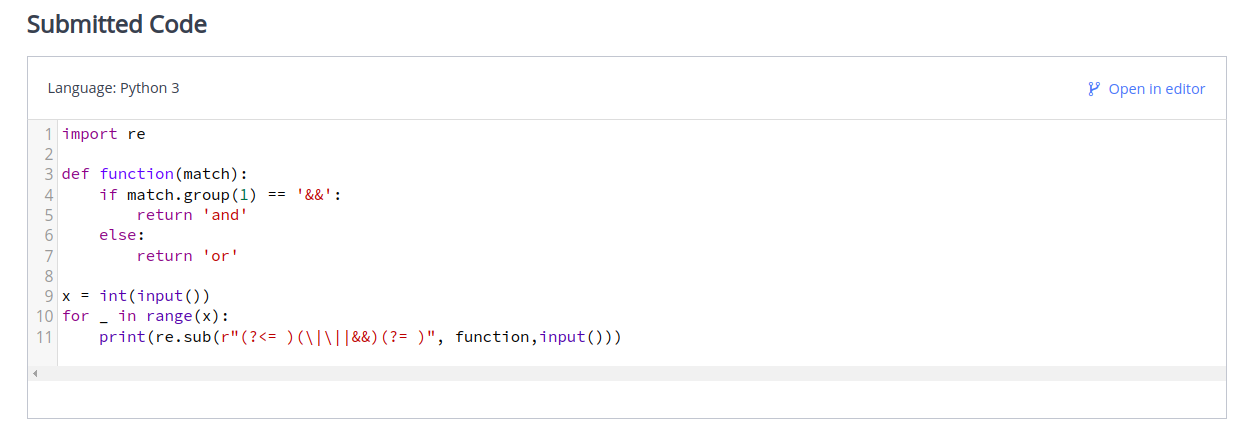 Submitted Code
Language: Python 3
Open in editor
1 import re
2
3 def function(match):
4     if match.group(1) == '&&':
5         return 'and'
6     else:
7         return 'or'
8
9 x = int(input())
10 for _ in range(x):
11     print(re.sub(r"(?<= )(\|\||&&)(?= )", function,input()))